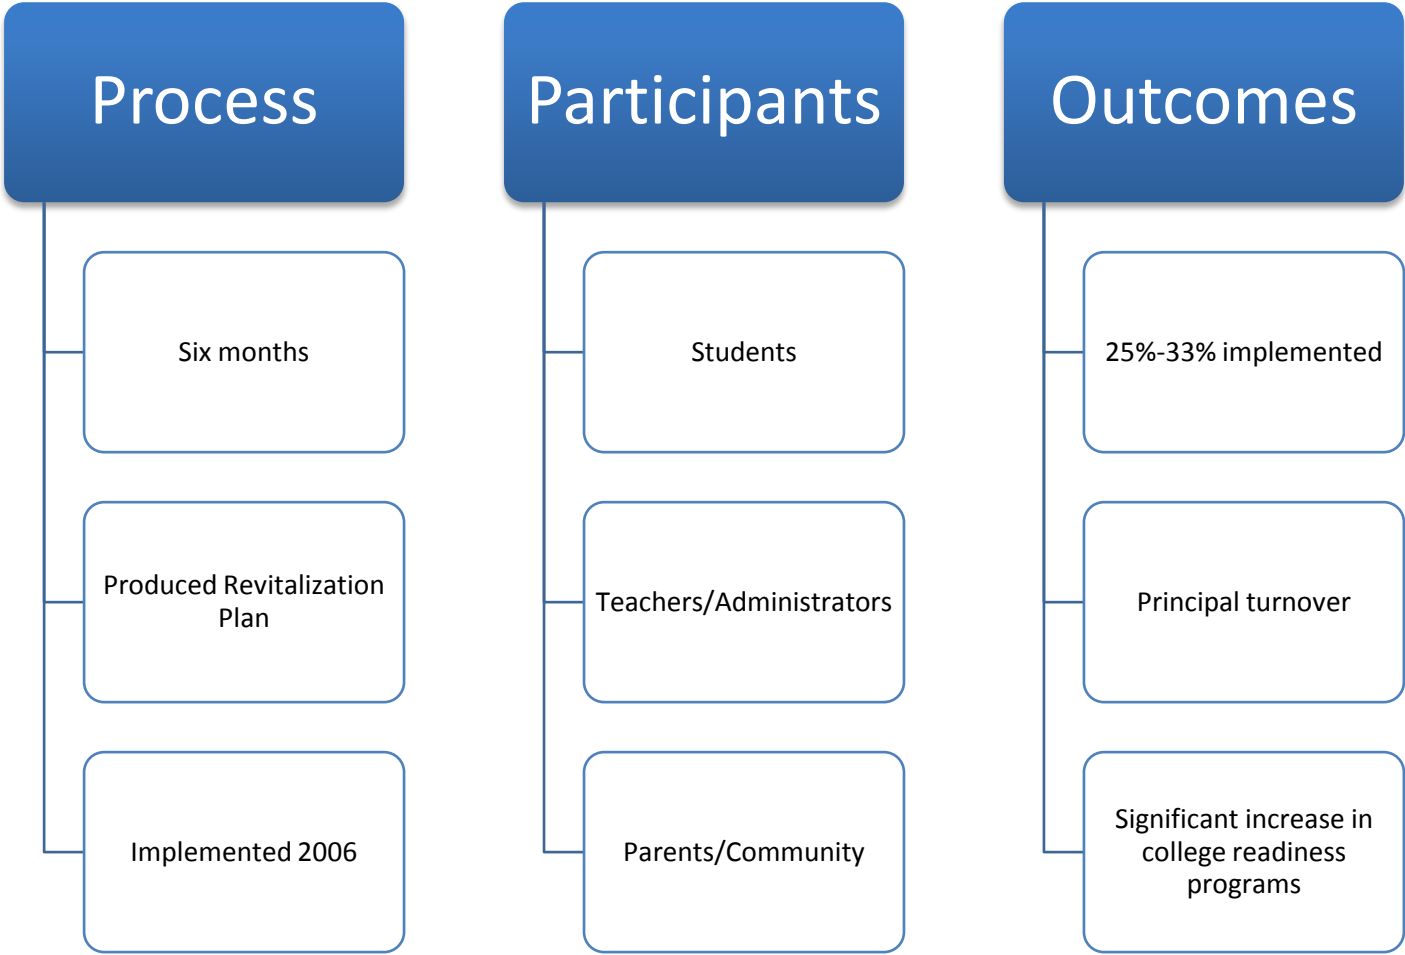 Process
Six months
Produced Revitalization
Plan
Implemented 2006
Participants
Students
Teachers/Administrators
Parents/Community
Outcomes
25%-33% implemented
Principal turnover
Significant increase in
college readiness
programs